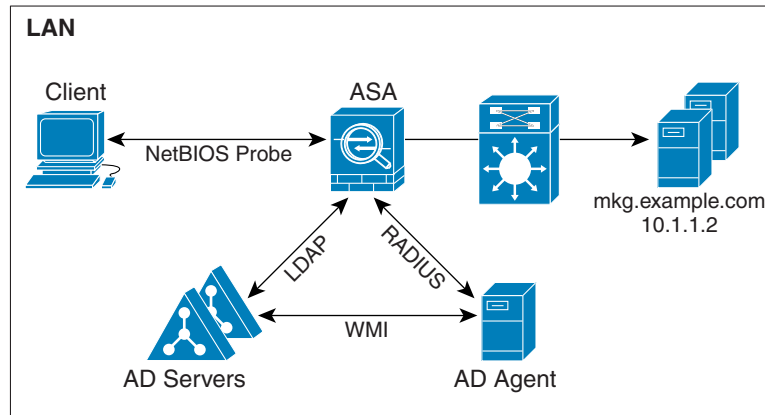 LAN
Client
ASA
NetBIOS Probe
mkg.example.com
10.1.1.2
LDAP
RADIUS
WMI
AD Servers
AD Agent